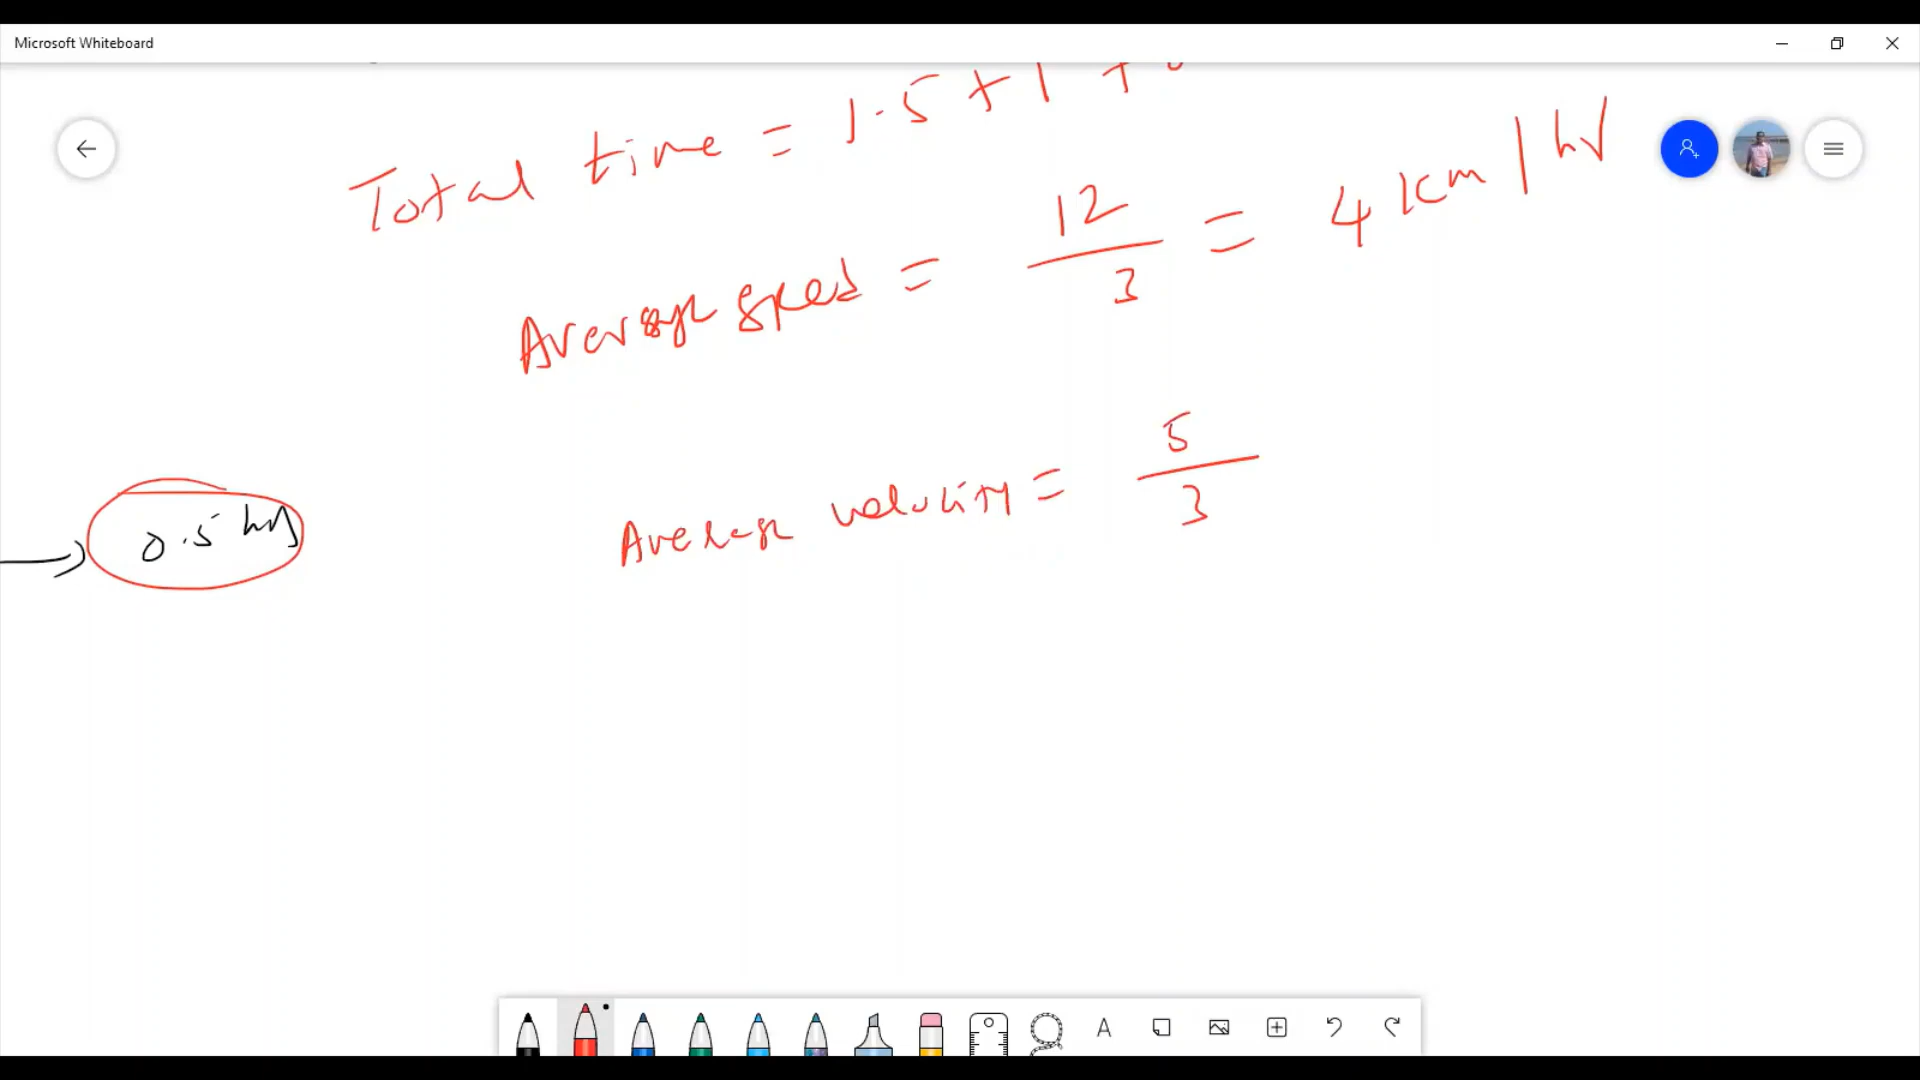 Microsoft Whiteboard
Total time = 1.5 + 1 +
Average speed = 12/3 = 4 km/hr
Average velocity = 5/3
0.5 hrs
A